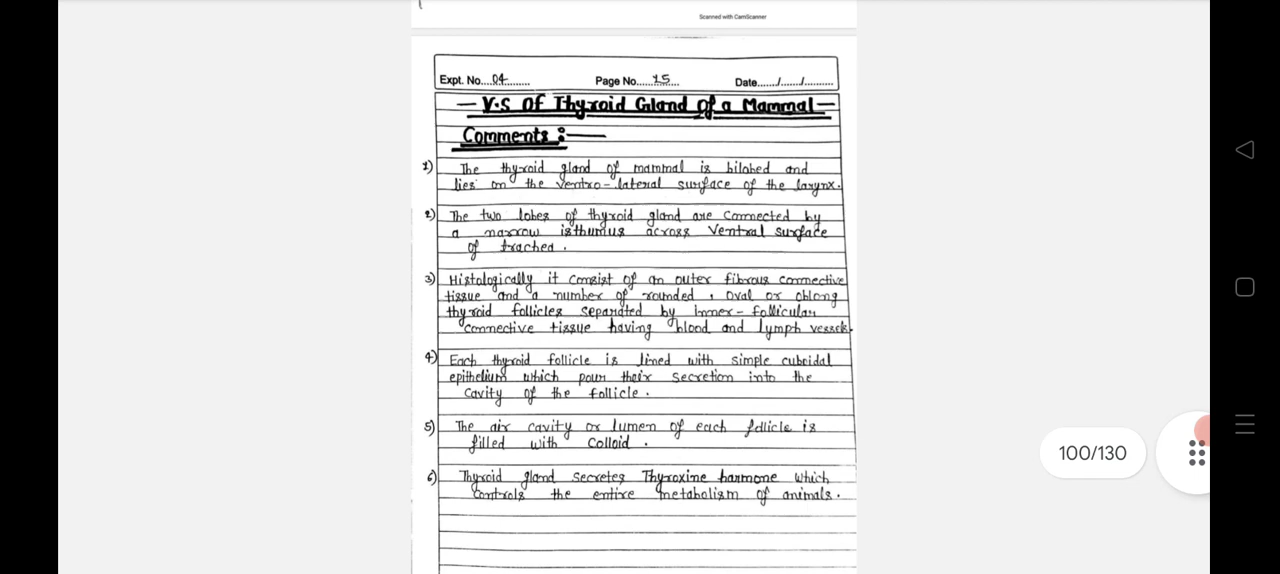 Scanned with CamScanner
Expt. No....04.......... Page No....15.... Date....../....../..........
— V.S Of Thyroid Gland Of a Mammal —
Comments :—
1) The thyroid gland of mammal is bilobed and
lies on the ventro-lateral surface of the larynx.
2) The two lobes of thyroid gland are connected by
a narrow isthumus across ventral surface
of trachea .
3) Histologically it consist of an outer fibrous connective
tissue and a number of rounded , oval or oblong
thyroid follicles separated by inner-follicular
connective tissue having blood and lymph vessels.
4) Each thyroid follicle is lined with simple cuboidal
epithelium which pour their secretion into the
cavity of the follicle .
5) The air cavity or lumen of each follicle is
filled with colloid .
6) Thyroid gland secretes Thyroxine harmone which
controls the entire metabolism of animals .
100/130